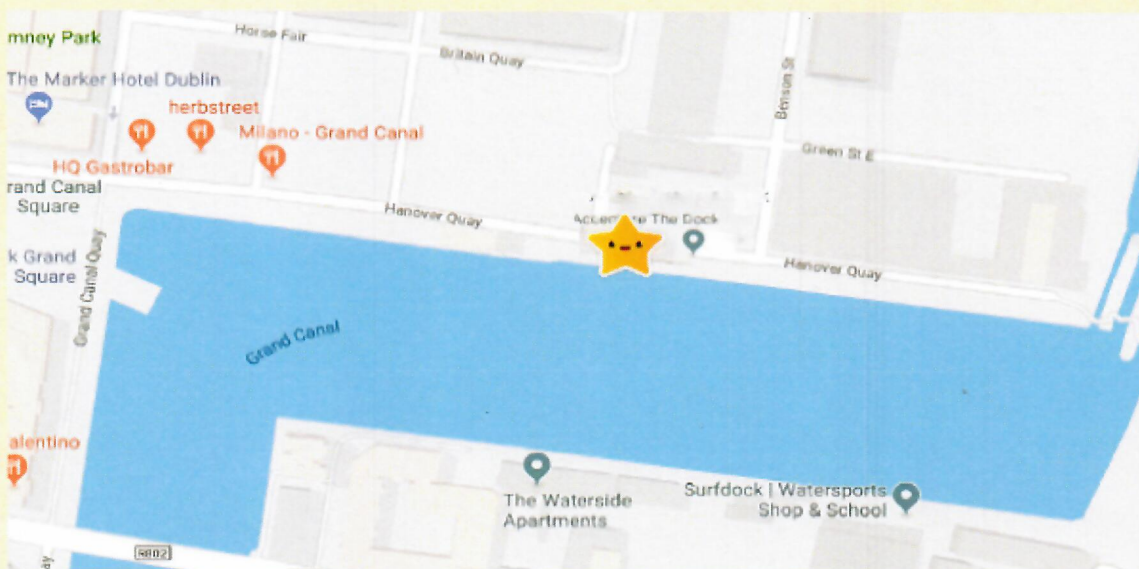 mney Park
Horse Fair
Britain Quay
The Marker Hotel Dublin
herbstreet
Milano - Grand Canal
HQ Gastrobar
rand Canal
Square
Benson St
Green St E
Hanover Quay
The Dock
k Grand
Square
Grand Canal Quay
Hanover Quay
Grand Canal
alentino
The Waterside
Apartments
Surfdock | Watersports
Shop & School
R802
ay